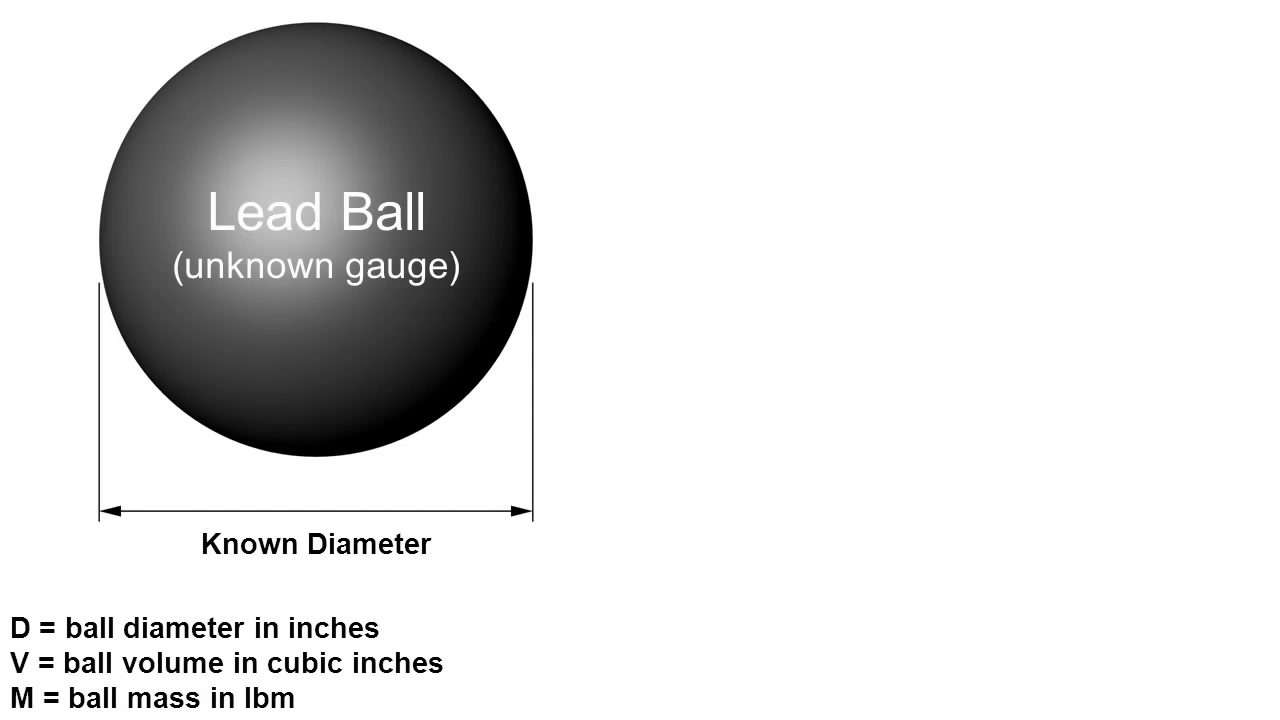 Lead Ball
(unknown gauge)
Known Diameter
D = ball diameter in inches
V = ball volume in cubic inches
M = ball mass in lbm